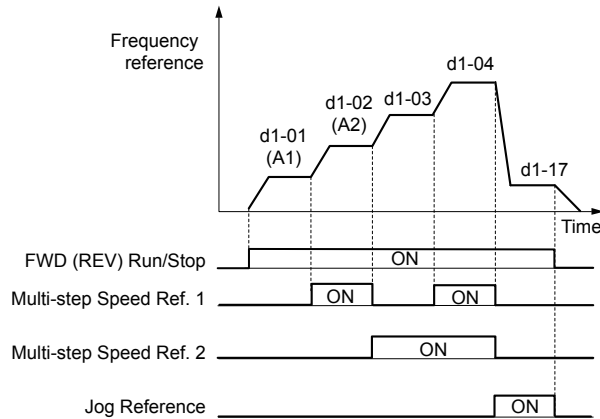 Frequency
reference
d1-01
(A1)
d1-02
(A2)
d1-03
d1-04
d1-17
Time
FWD (REV) Run/Stop
ON
Multi-step Speed Ref. 1
ON
ON
Multi-step Speed Ref. 2
ON
Jog Reference
ON